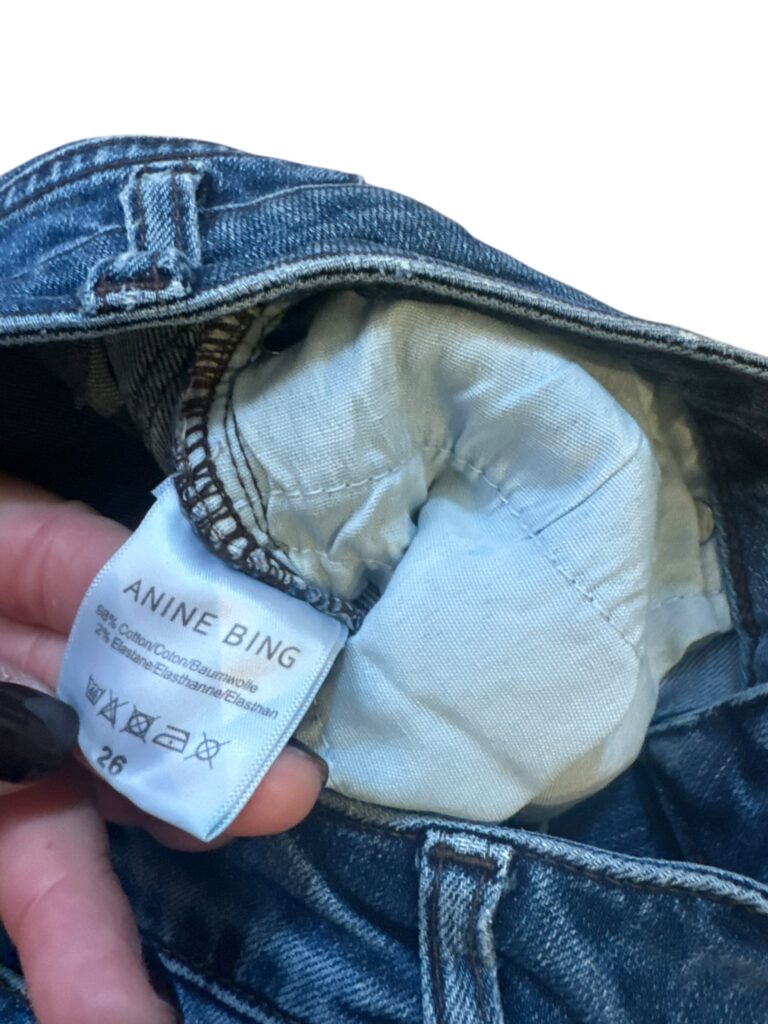 ANINE BING
98% Cotton/Coton/Baumwolle
2% Elastane/Elasthanne/Elasthan
26